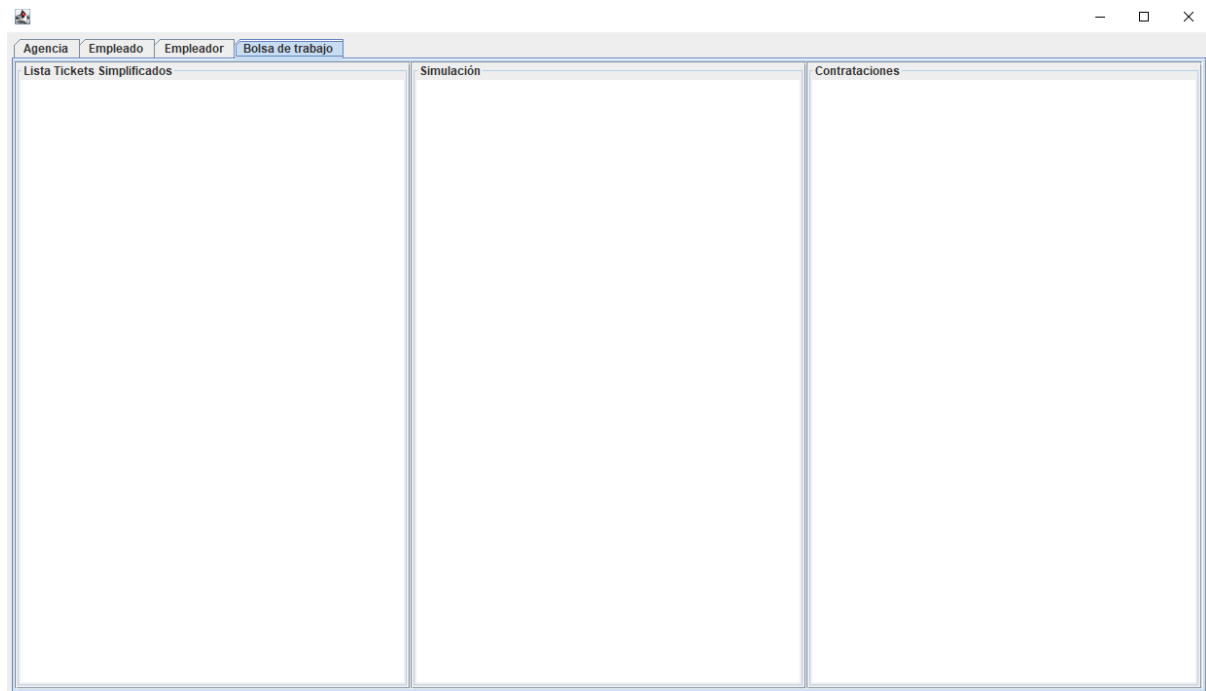 Agencia Empleado Empleador Bolsa de trabajo
Lista Tickets Simplificados Simulación Contrataciones